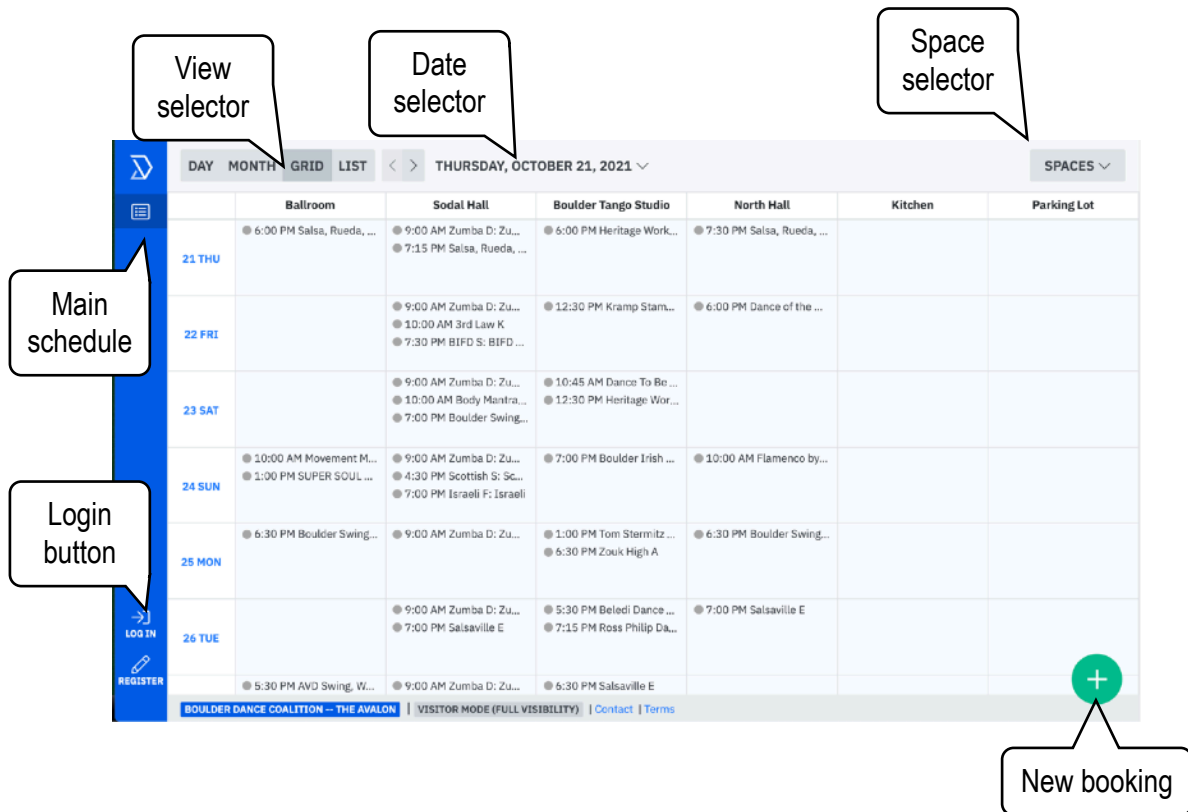 View
selector
Date
selector
Space
selector
DAY MONTH GRID LIST < > THURSDAY, OCTOBER 21, 2021 SPACES
Ballroom Sodal Hall Boulder Tango Studio North Hall Kitchen Parking Lot
21 THU
6:00 PM Salsa, Rueda, ...
9:00 AM Zumba D: Zu...
7:15 PM Salsa, Rueda, ...
6:00 PM Heritage Work...
7:30 PM Salsa, Rueda, ...
Main
schedule
22 FRI
9:00 AM Zumba D: Zu...
10:00 AM 3rd Law K
7:30 PM BIFD S: BIFD ...
12:30 PM Kramp Stam...
6:00 PM Dance of the ...
23 SAT
9:00 AM Zumba D: Zu...
10:00 AM Body Mantra...
7:00 PM Boulder Swing...
10:45 AM Dance To Be ...
12:30 PM Heritage Wor...
24 SUN
10:00 AM Movement M...
1:00 PM SUPER SOUL ...
9:00 AM Zumba D: Zu...
4:30 PM Scottish S: Sc...
7:00 PM Israeli F: Israeli
7:00 PM Boulder Irish ...
10:00 AM Flamenco by...
Login
button
25 MON
6:30 PM Boulder Swing...
9:00 AM Zumba D: Zu...
1:00 PM Tom Stermitz ...
6:30 PM Zouk High A
6:30 PM Boulder Swing...
26 TUE
9:00 AM Zumba D: Zu...
7:00 PM Salsaville E
5:30 PM Beledi Dance ...
7:15 PM Ross Philip Da...
7:00 PM Salsaville E
LOG IN
REGISTER
5:30 PM AVD Swing, W...
9:00 AM Zumba D: Zu...
6:30 PM Salsaville E
+
BOULDER DANCE COALITION -- THE AVALON | VISITOR MODE (FULL VISIBILITY) | Contact | Terms
New booking